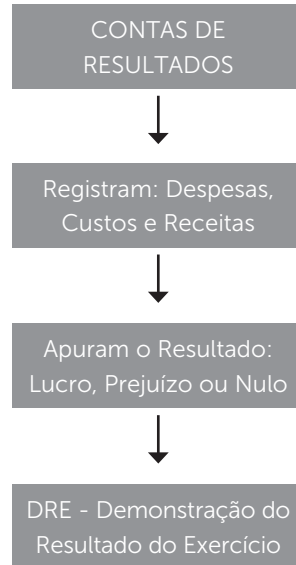 CONTAS DE
RESULTADOS
Registram: Despesas,
Custos e Receitas
Apuram o Resultado:
Lucro, Prejuízo ou Nulo
DRE - Demonstração do
Resultado do Exercício